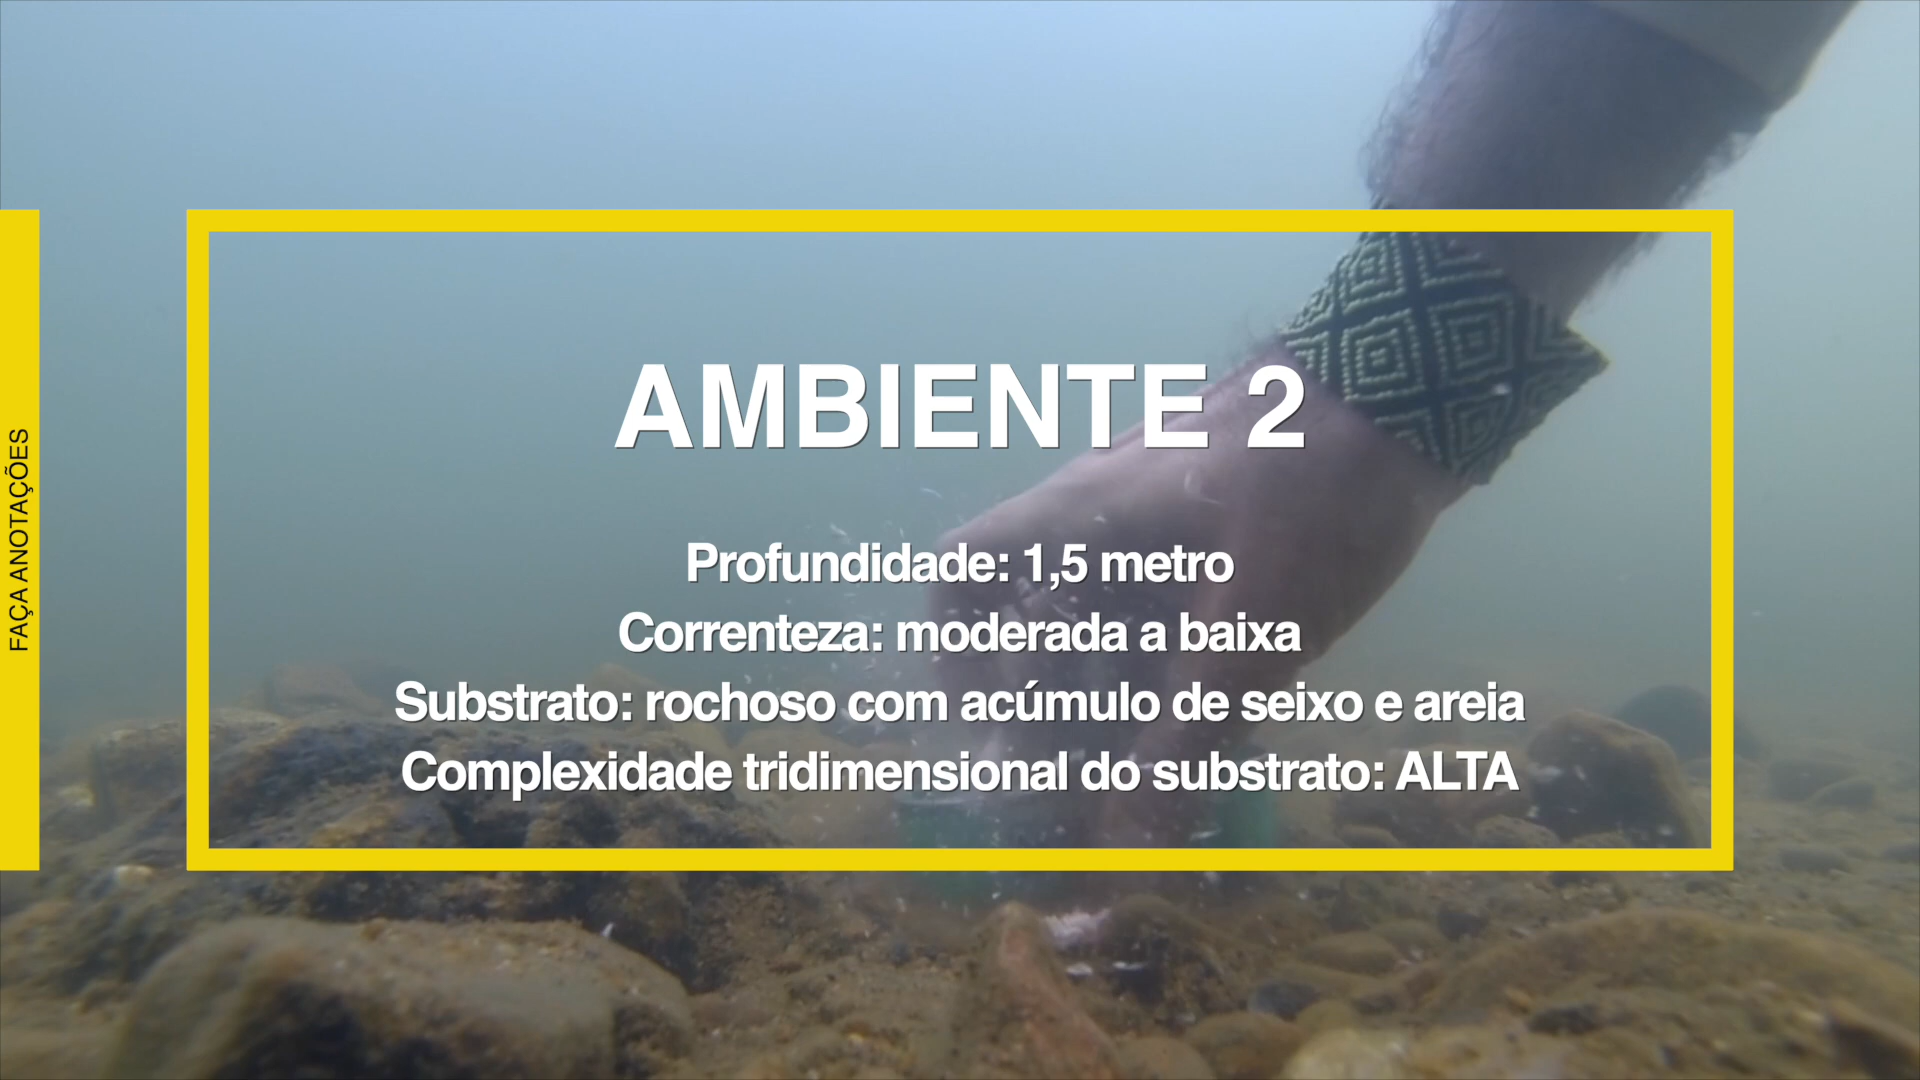 FAÇA ANOTAÇÕES
AMBIENTE 2
Profundidade: 1,5 metro
Correnteza: moderada a baixa
Substrato: rochoso com acúmulo de seixo e areia
Complexidade tridimensional do substrato: ALTA